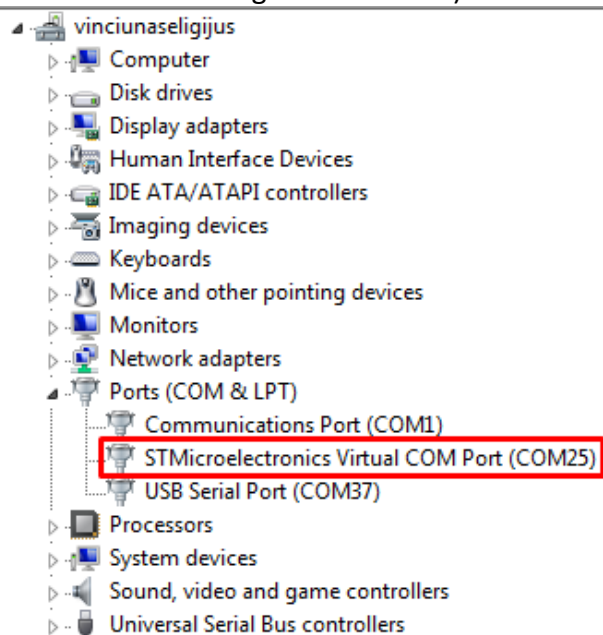 vinciunaseligijus
Computer
Disk drives
Display adapters
Human Interface Devices
IDE ATA/ATAPI controllers
Imaging devices
Keyboards
Mice and other pointing devices
Monitors
Network adapters
Ports (COM & LPT)
Communications Port (COM1)
STMicroelectronics Virtual COM Port (COM25)
USB Serial Port (COM37)
Processors
System devices
Sound, video and game controllers
Universal Serial Bus controllers